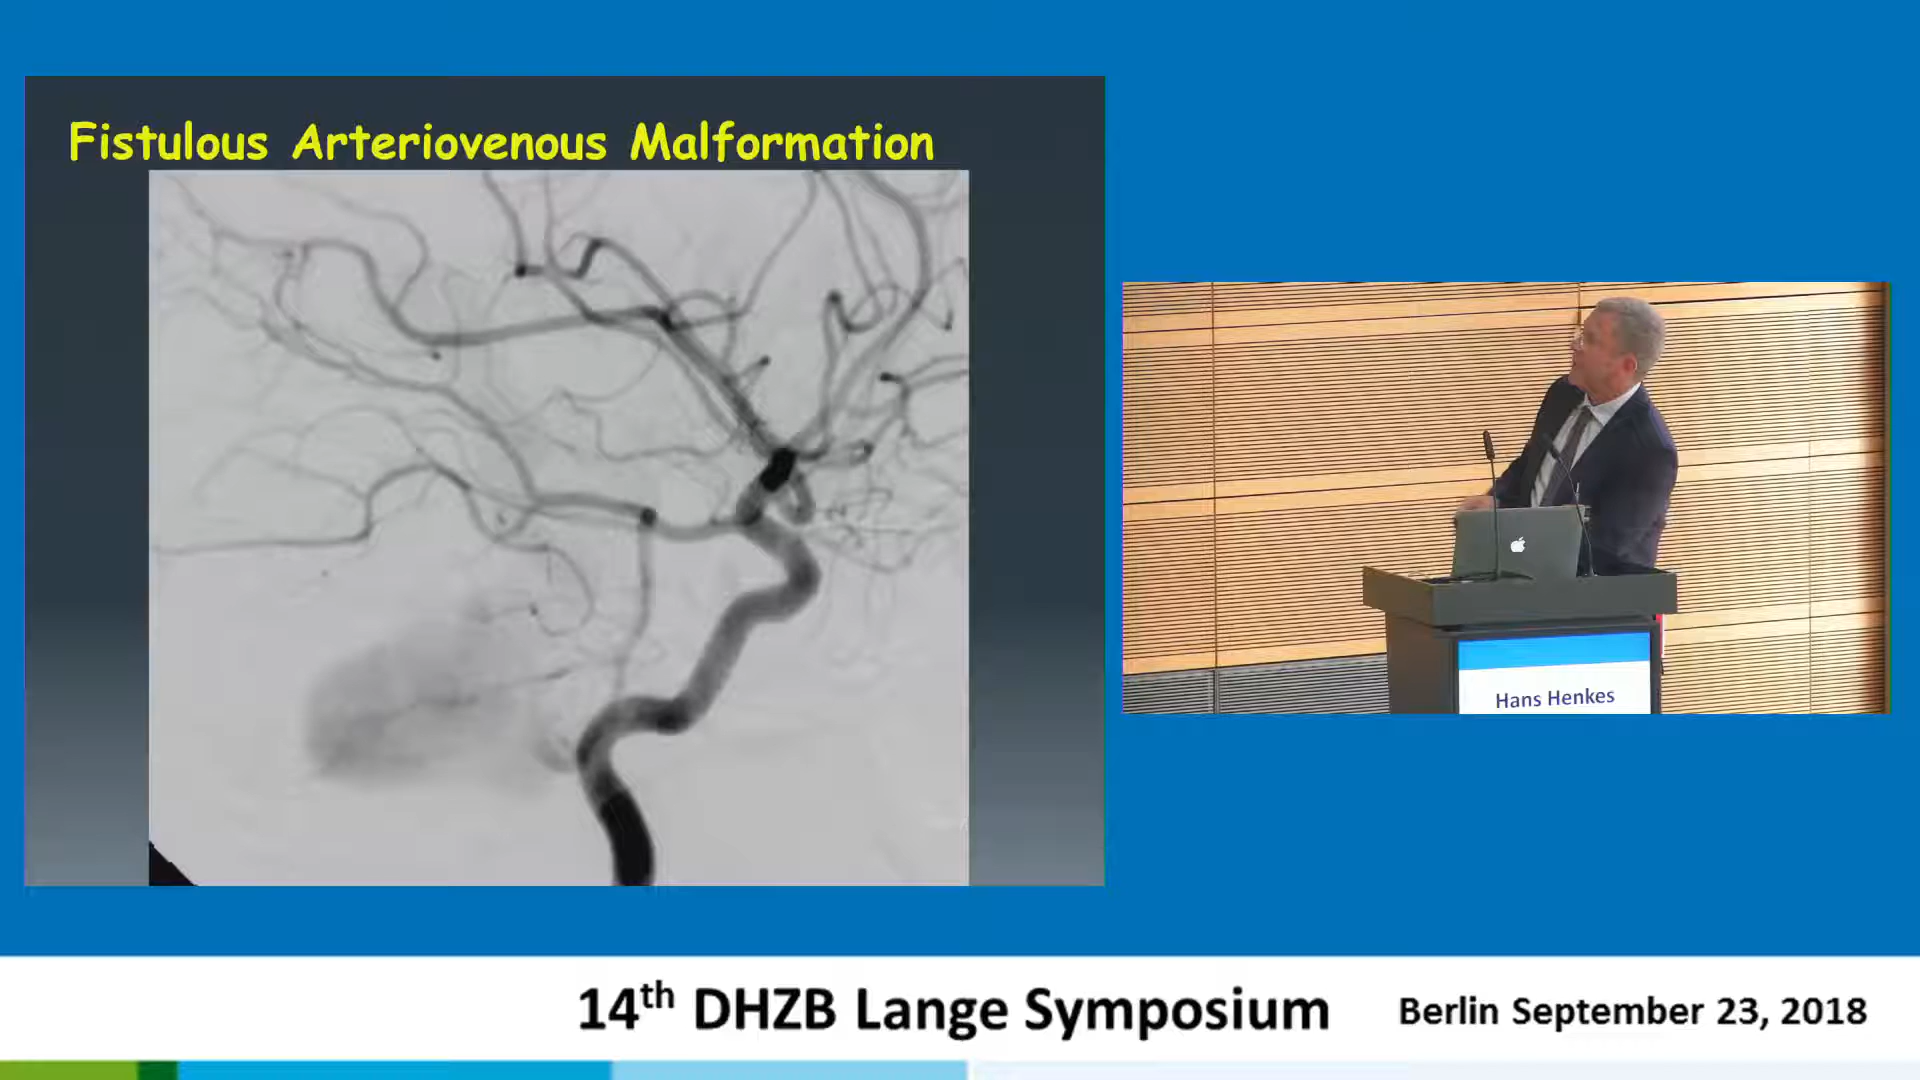 Fistulous Arteriovenous Malformation
Hans Henkes
14th DHZB Lange Symposium
Berlin September 23, 2018